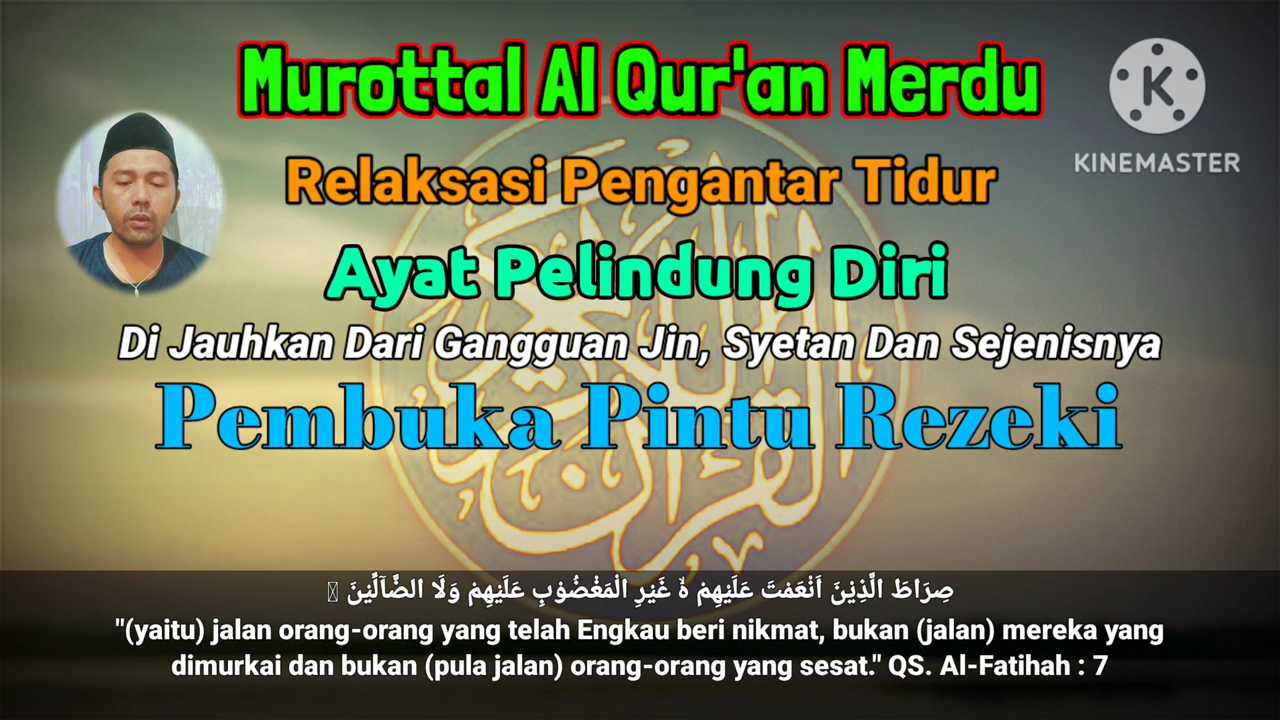 Murottal Al Qur'an Merdu
Relaksasi Pengantar Tidur
Ayat Pelindung Diri
Di Jauhkan Dari Gangguan Jin, Syetan Dan Sejenisnya
Pembuka Pintu Rezeki
K
KINEMASTER
القرآن الكريم
صِرَاطَ الَّذِيْنَ اَنْعَمْتَ عَلَيْهِمْ ەۙ غَيْرِ الْمَغْضُوْبِ عَلَيْهِمْ وَلَا الضَّاۤلِّيْنَ
"(yaitu) jalan orang-orang yang telah Engkau beri nikmat, bukan (jalan) mereka yang
dimurkai dan bukan (pula jalan) orang-orang yang sesat." QS. Al-Fatihah : 7